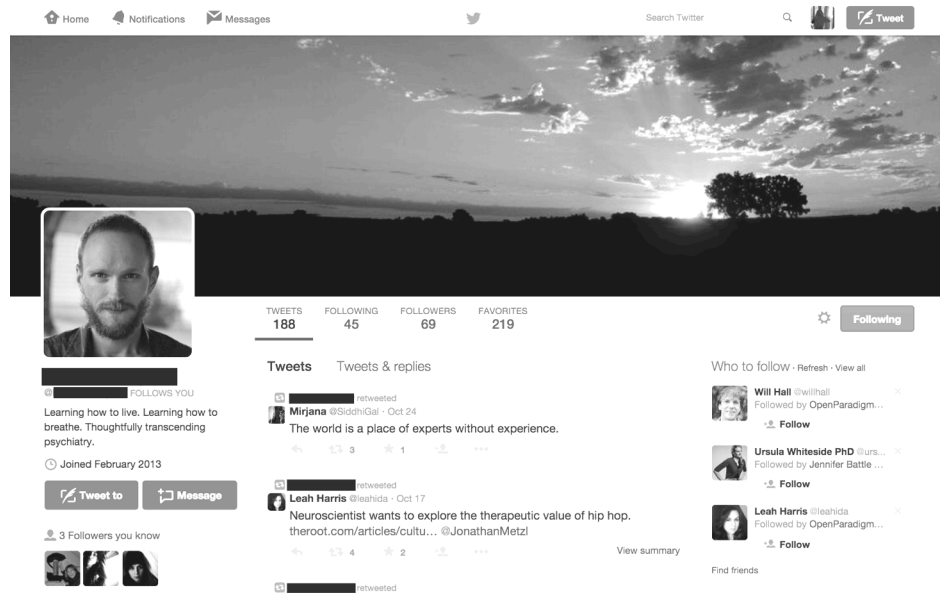 Home Notifications Messages Search Twitter Tweet
TWEETS FOLLOWING FOLLOWERS FAVORITES
188 45 69 219
Following
@ FOLLOWS YOU
Learning how to live. Learning how to
breathe. Thoughtfully transcending
psychiatry.
Joined February 2013
Tweet to Message
3 Followers you know
Tweets Tweets & replies
retweeted
Mirjana @SiddhiGal · Oct 24
The world is a place of experts without experience.
3 1
retweeted
Leah Harris @leahida · Oct 17
Neuroscientist wants to explore the therapeutic value of hip hop.
theroot.com/articles/cultu… @JonathanMetzl
4 2 View summary
retweeted
Who to follow · Refresh · View all
Will Hall @willhall
Followed by OpenParadigm…
Follow
Ursula Whiteside PhD @urs…
Followed by Jennifer Battle …
Follow
Leah Harris @leahida
Followed by OpenParadigm…
Follow
Find friends